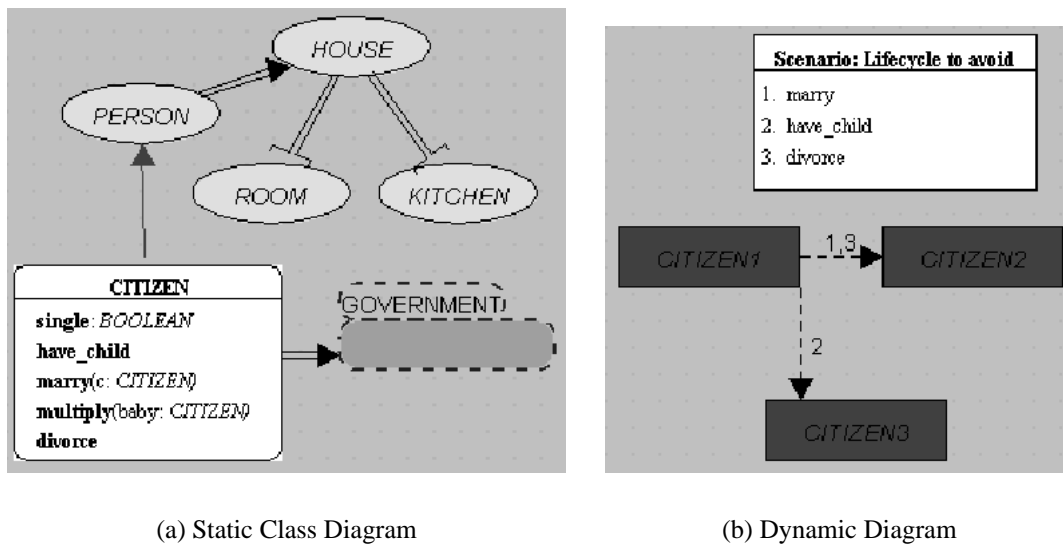 HOUSE
PERSON
ROOM
KITCHEN
CITIZEN
single: BOOLEAN
have_child
marry(c: CITIZEN)
multiply(baby: CITIZEN)
divorce
GOVERNMENT
(a) Static Class Diagram
Scenario: Lifecycle to avoid
1. marry
2. have_child
3. divorce
CITIZEN1
1,3
CITIZEN2
2
CITIZEN3
(b) Dynamic Diagram